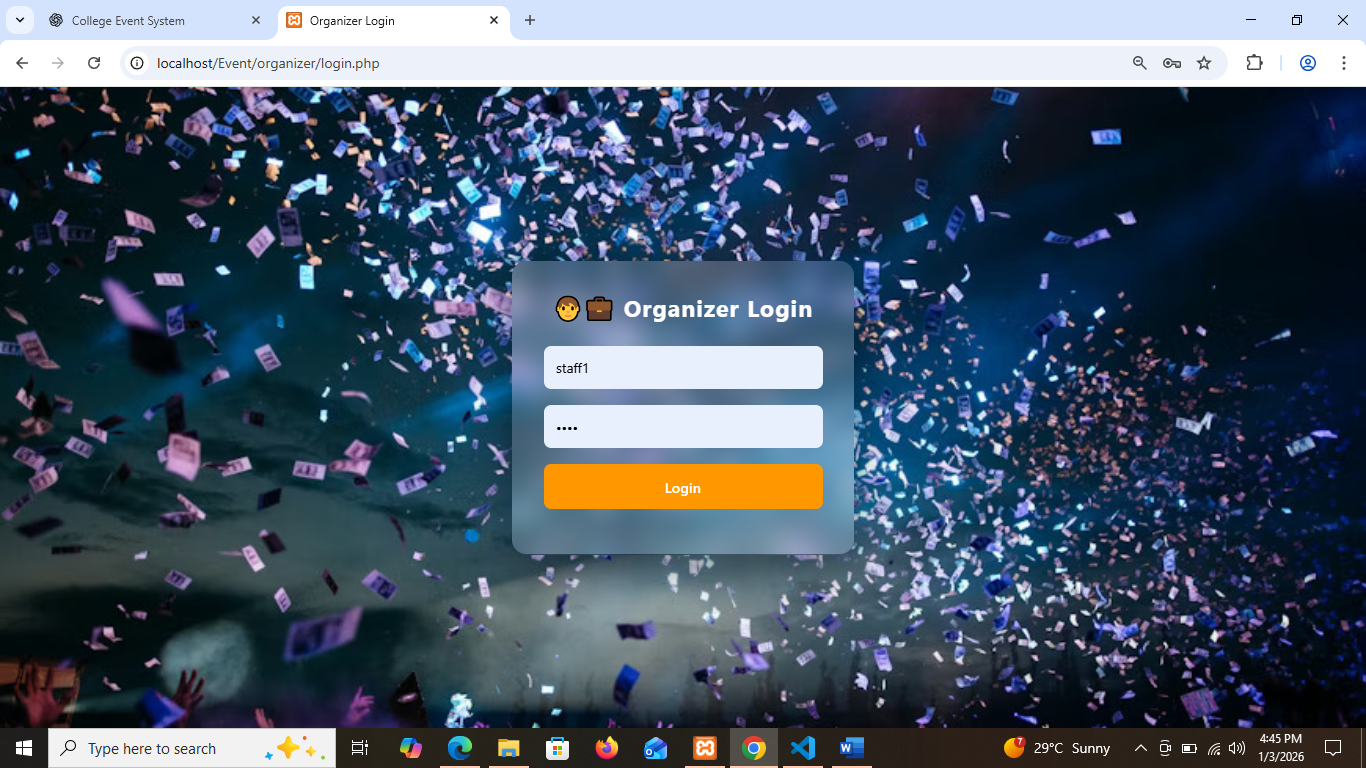 College Event System
Organizer Login
localhost/Event/organizer/login.php
Organizer Login
staff1
••••
Login
Type here to search
7
29°C Sunny
4:45 PM
1/3/2026